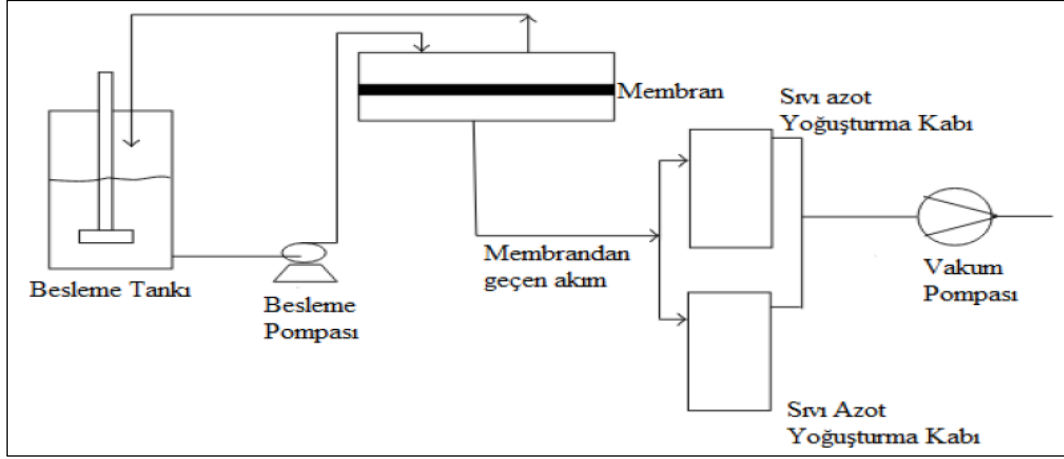 Membran
Sıvı azot
Yoğuşturma Kabı
Membrandan
geçen akım
Besleme Tankı
Besleme
Pompası
Vakum
Pompası
Sıvı Azot
Yoğuşturma Kabı